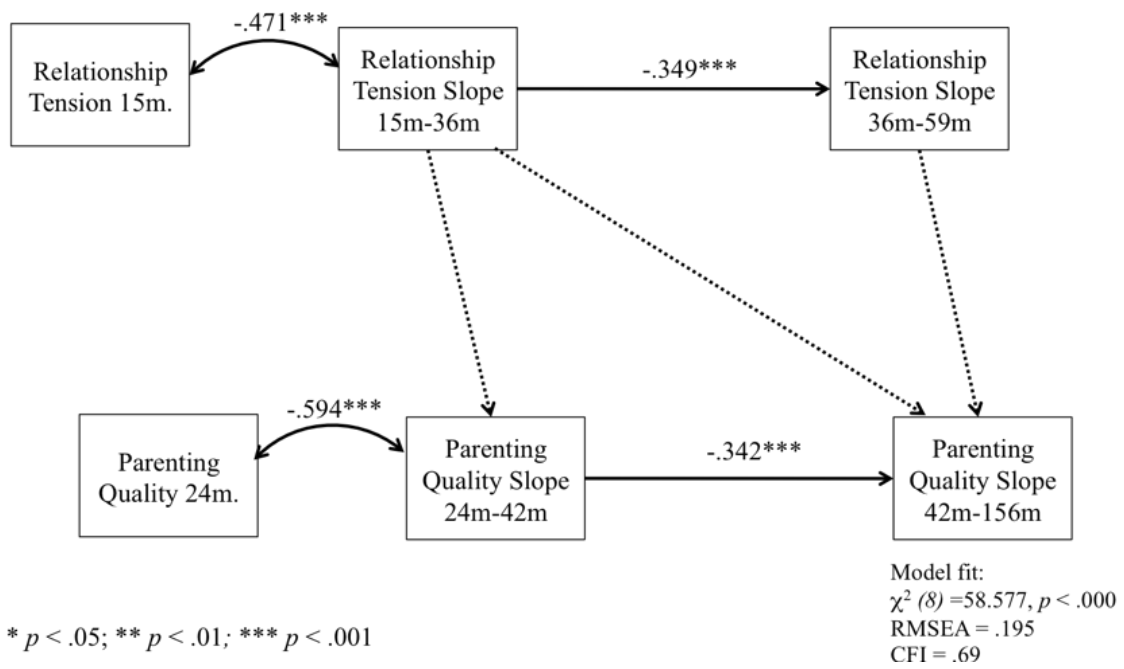 -.471***
Relationship
Tension 15m.
Relationship
Tension Slope
15m-36m
-.349***
Relationship
Tension Slope
36m-59m
-.594***
Parenting
Quality 24m.
Parenting
Quality Slope
24m-42m
-.342***
Parenting
Quality Slope
42m-156m
Model fit:
χ² (8) =58.577, p < .000
RMSEA = .195
CFI = .69
* p < .05; ** p < .01; *** p < .001